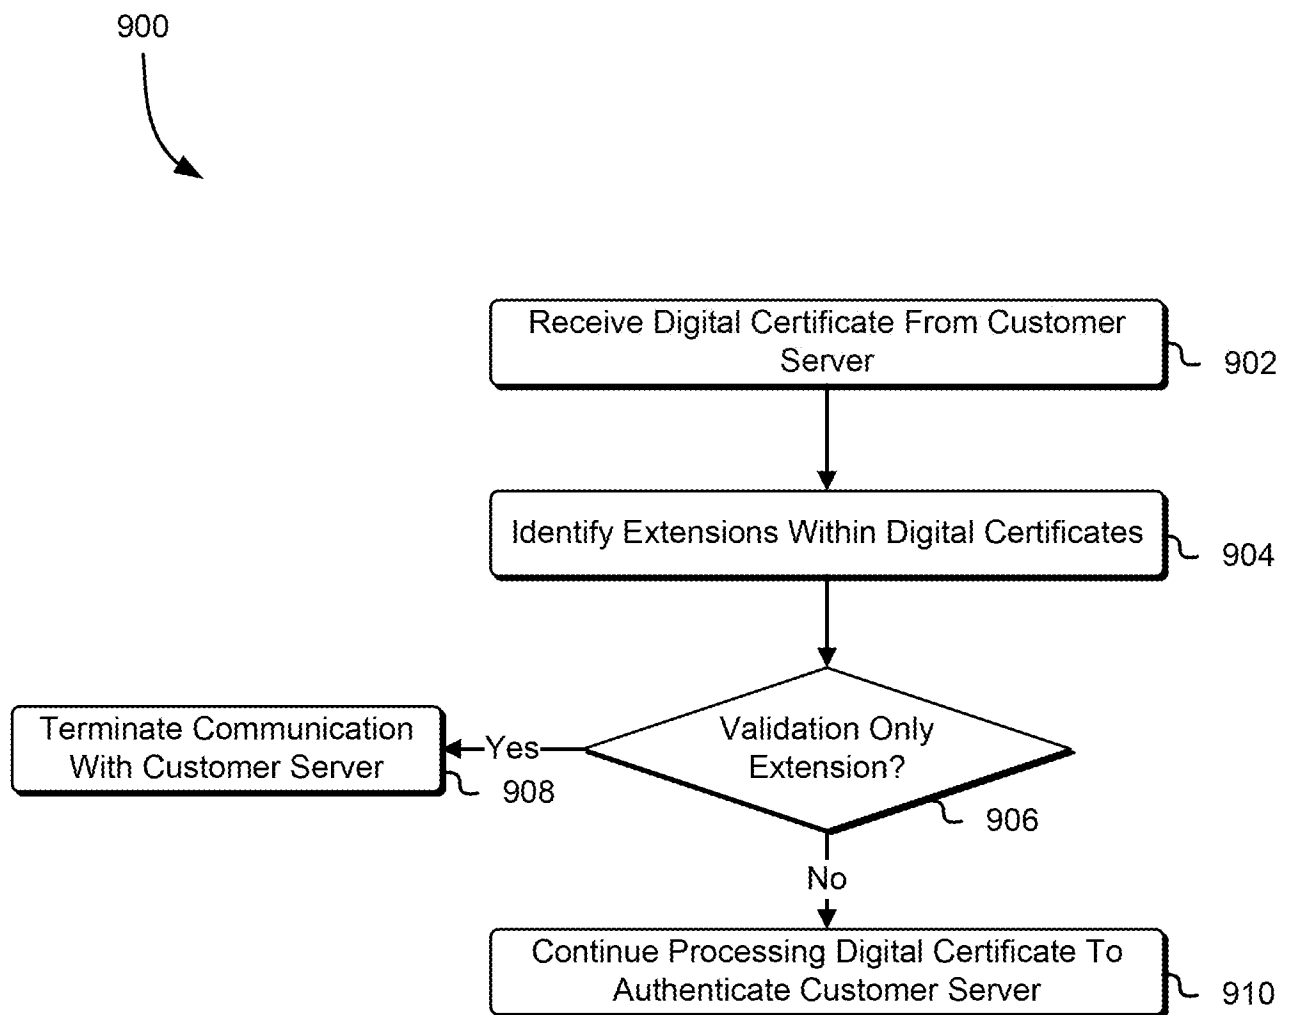 900
Receive Digital Certificate From Customer
Server
902
Identify Extensions Within Digital Certificates
904
Validation Only
Extension?
906
Yes
Terminate Communication
With Customer Server
908
No
Continue Processing Digital Certificate To
Authenticate Customer Server
910